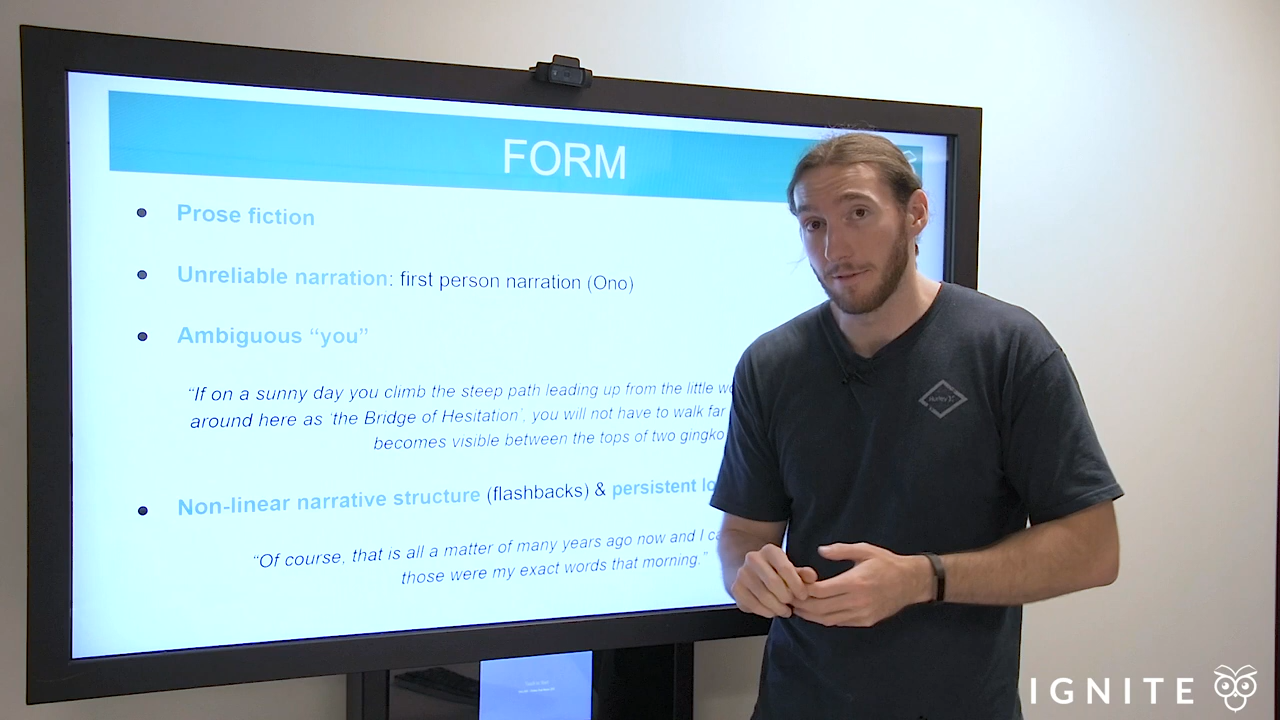 FORM
Prose fiction
Unreliable narration: first person narration (Ono)
Ambiguous “you”
“If on a sunny day you climb the steep path leading up from the little
around here as ‘the Bridge of Hesitation’, you will not have to walk far
becomes visible between the tops of two gingko
Non-linear narrative structure (flashbacks) & persistent
“Of course, that is all a matter of many years ago now and I
those were my exact words that morning.”
Hurley
IGNITE